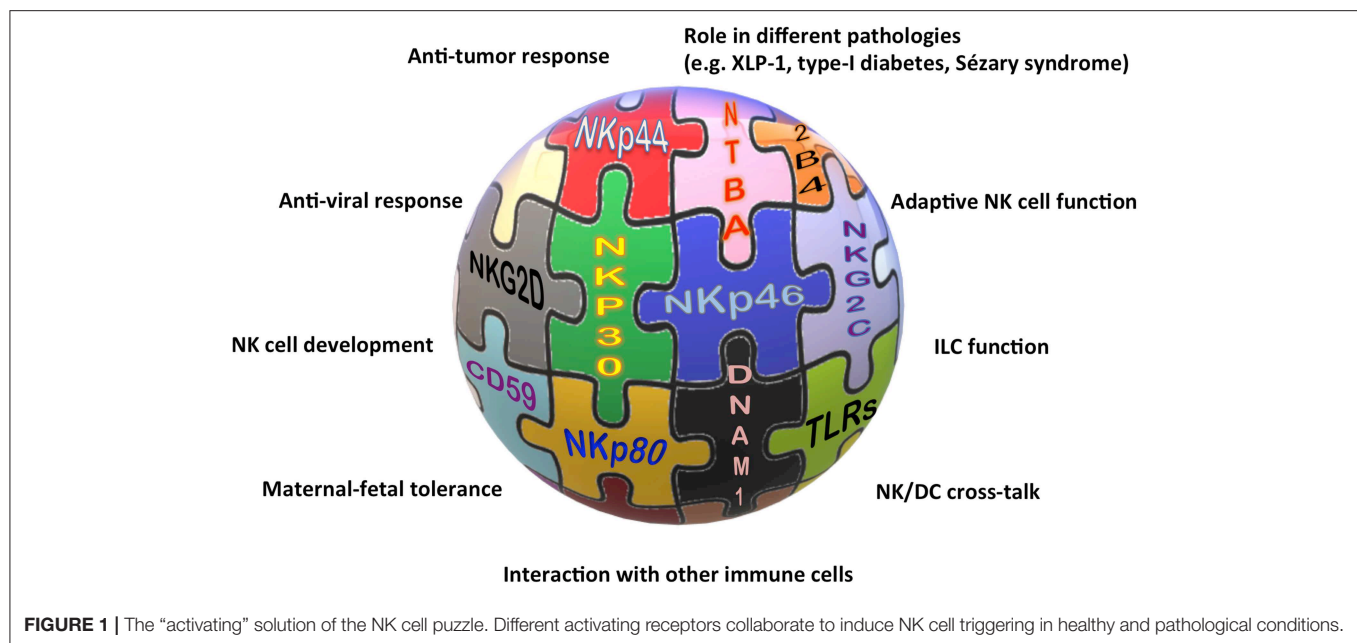 Anti-tumor response
Role in different pathologies
(e.g. XLP-1, type-I diabetes, Sézary syndrome)
NKp44
NTBA
2B4
Anti-viral response
Adaptive NK cell function
NKG2D
NKP30
NKp46
NKG2C
NK cell development
ILC function
CD59
NKp80
DNAM1
TLRs
Maternal-fetal tolerance
NK/DC cross-talk
Interaction with other immune cells
FIGURE 1 | The “activating” solution of the NK cell puzzle. Different activating receptors collaborate to induce NK cell triggering in healthy and pathological conditions.